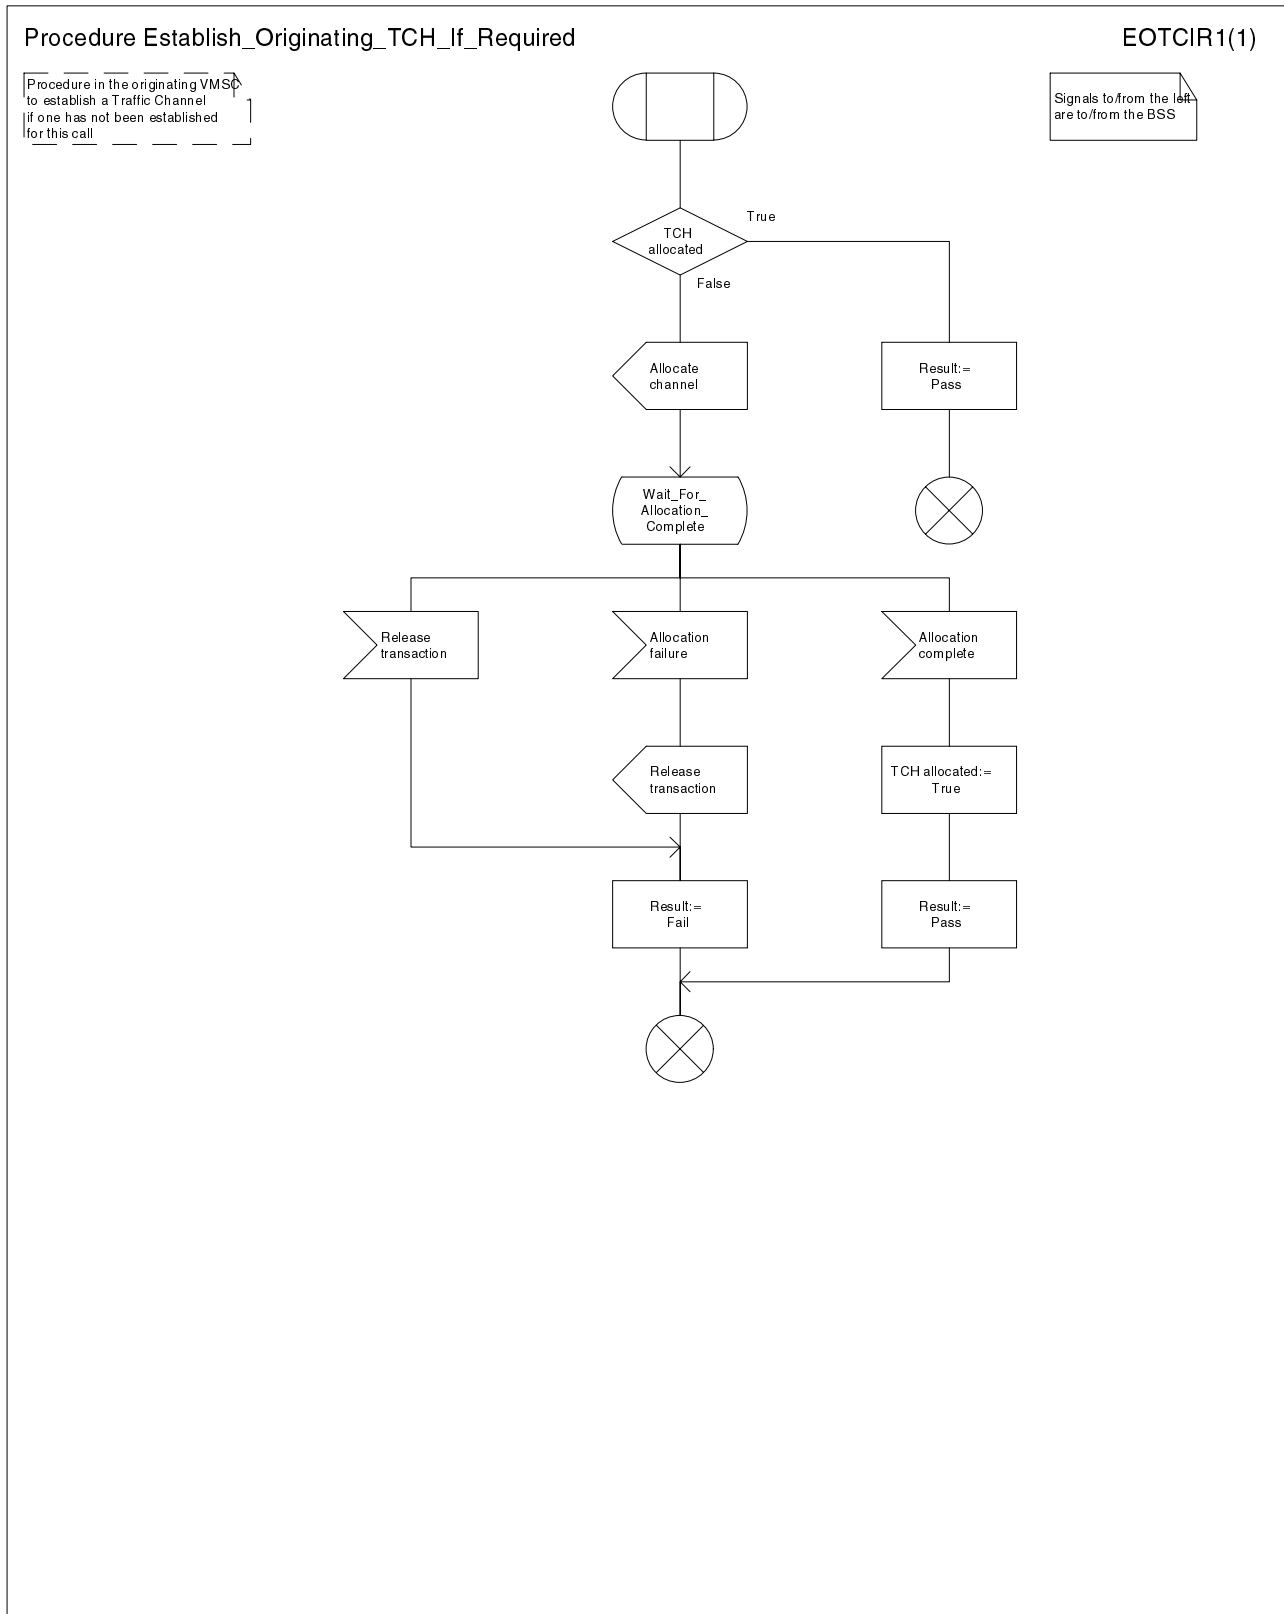 Procedure Establish_Originating_TCH_If_Required
EOTCIR1(1)
Procedure in the originating VMSC
to establish a Traffic Channel
if one has not been established
for this call
Signals to/from the left
are to/from the BSS
TCH
allocated
True
False
Allocate
channel
Result:=
Pass
Wait_For_
Allocation_
Complete
Release
transaction
Allocation
failure
Allocation
complete
Release
transaction
TCH allocated:=
True
Result:=
Fail
Result:=
Pass